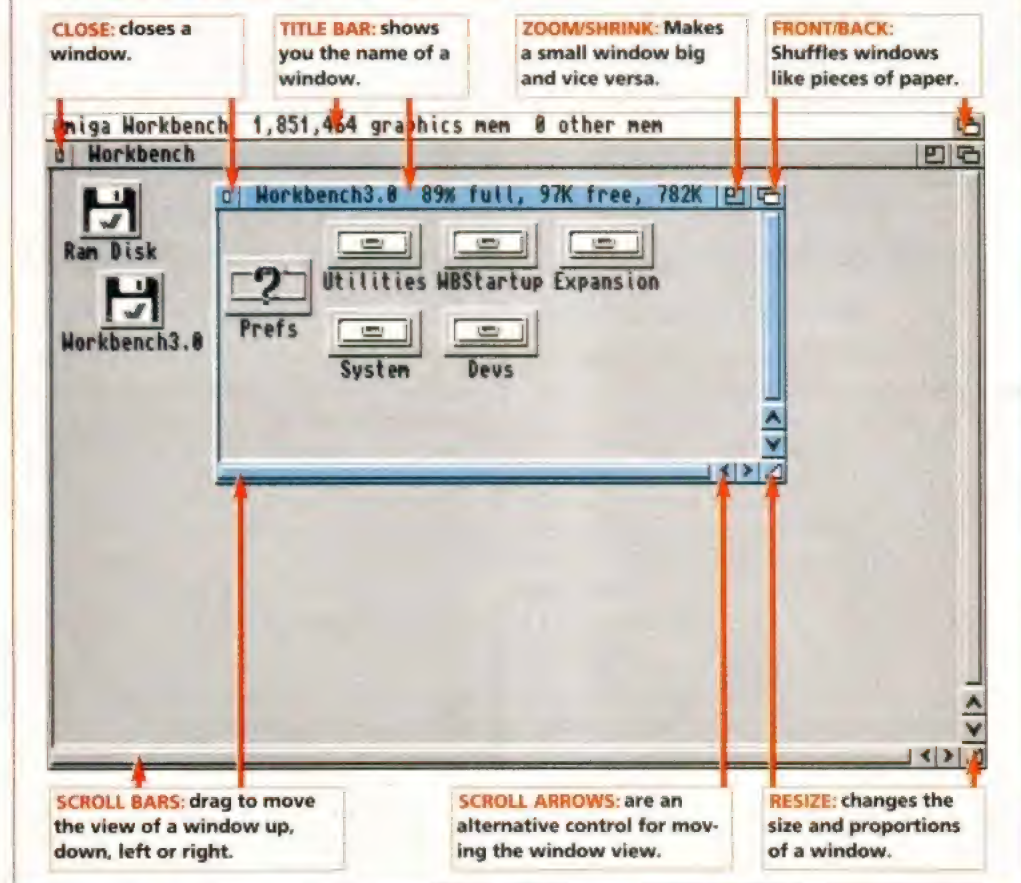 CLOSE: closes a
window.
TITLE BAR: shows
you the name of a
window.
ZOOM/SHRINK: Makes
a small window big
and vice versa.
FRONT/BACK:
Shuffles windows
like pieces of paper.
Amiga Workbench 1,851,464 graphics mem 0 other mem
Workbench
Workbench3.0 89% full, 97K free, 782K
Ram Disk
Workbench3.0
Utilities WBStartup Expansion
Prefs
System Devs
SCROLL BARS: drag to move
the view of a window up,
down, left or right.
SCROLL ARROWS: are an
alternative control for mov-
ing the window view.
RESIZE: changes the
size and proportions
of a window.